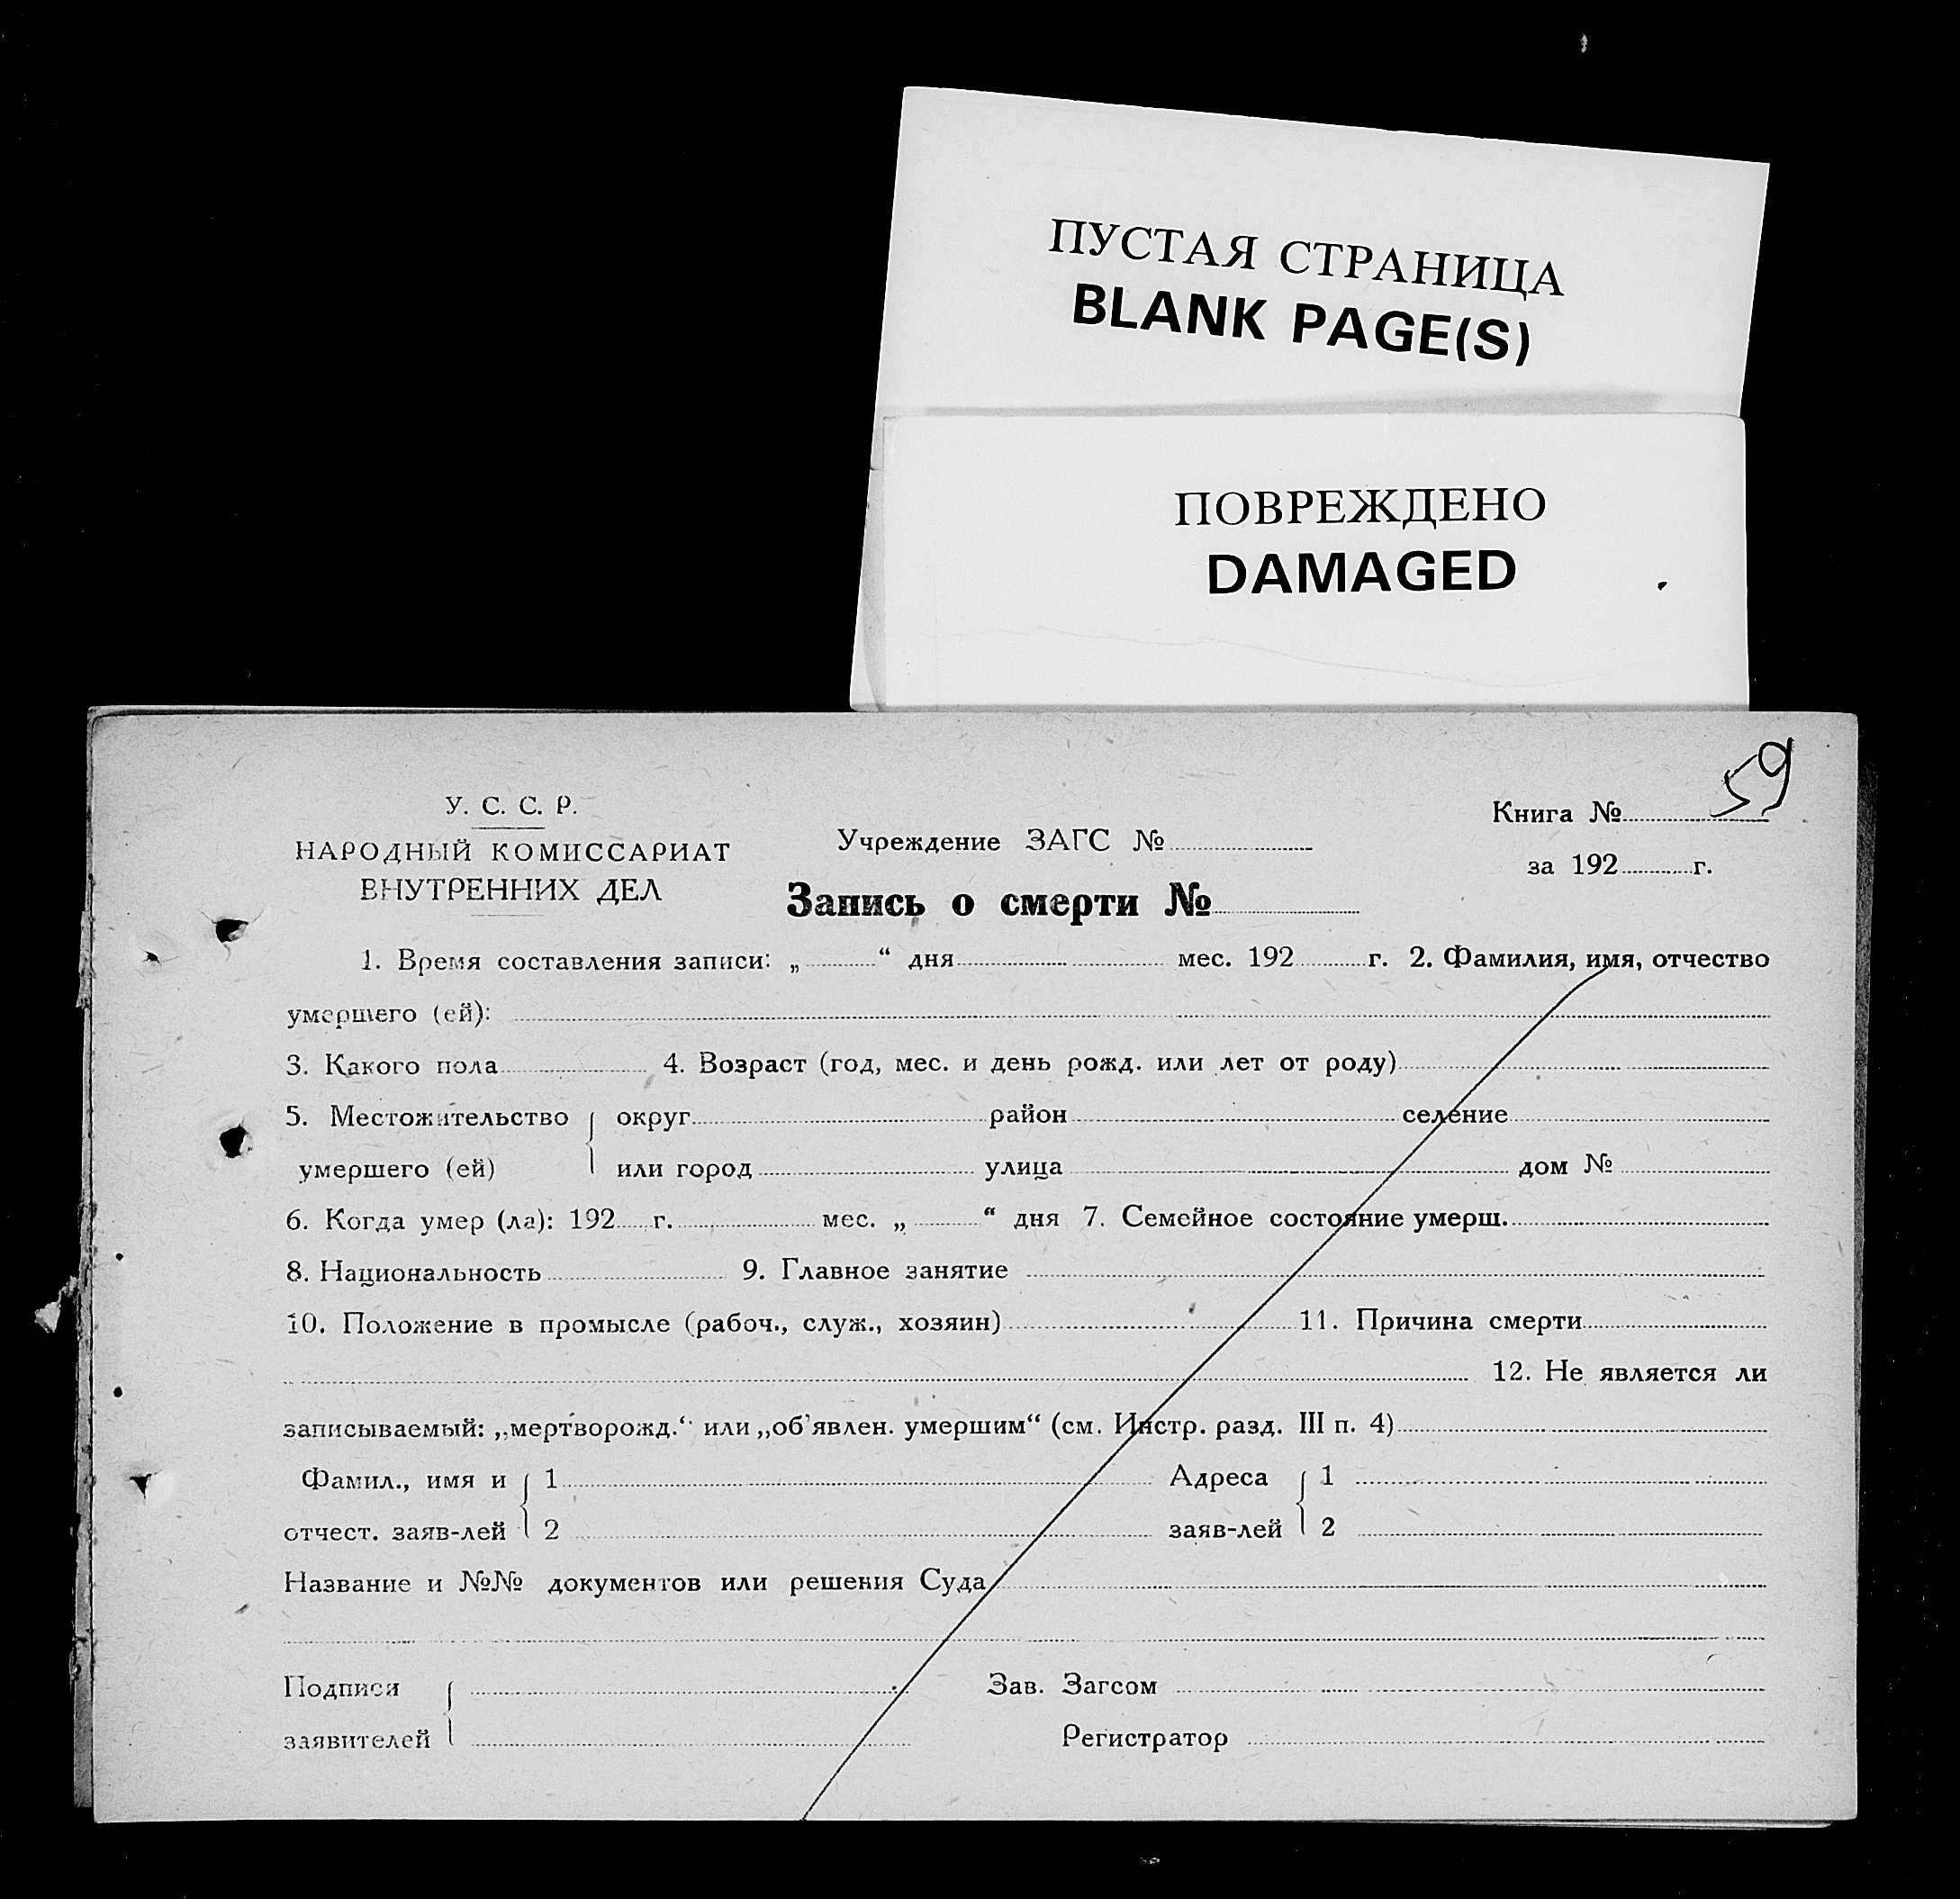 ПУСТАЯ СТРАНИЦА
BLANK PAGE(S)
ПОВРЕЖДЕНО
DAMAGED
59
У. С. С. Р.
НАРОДНЫЙ КОМИССАРИАТ
ВНУТРЕННИХ ДЕЛ
Учреждение ЗАГС №
Книга №
за 192 г.
Запись о смерти №
1. Время составления записи: „ “ дня мес. 192 г. 2. Фамилия, имя, отчество
умершего (ей):
3. Какого пола 4. Возраст (год, мес. и день рожд. или лет от роду)
5. Местожительство { округ район селение
умершего (ей) или город улица дом №
6. Когда умер (ла): 192 г. мес. „ “ дня 7. Семейное состояние умерш.
8. Национальность 9. Главное занятие
10. Положение в промысле (рабоч., служ., хозяин) 11. Причина смерти
12. Не является ли
записываемый: „мертворожд.“ или „об'явлен. умершим“ (см. Инстр. разд. III п. 4)
Фамил., имя и { 1 Адреса { 1
отчест. заяв-лей 2 заяв-лей 2
Название и №№ документов или решения Суда
Подписи { Зав. Загсом
заявителей Регистратор